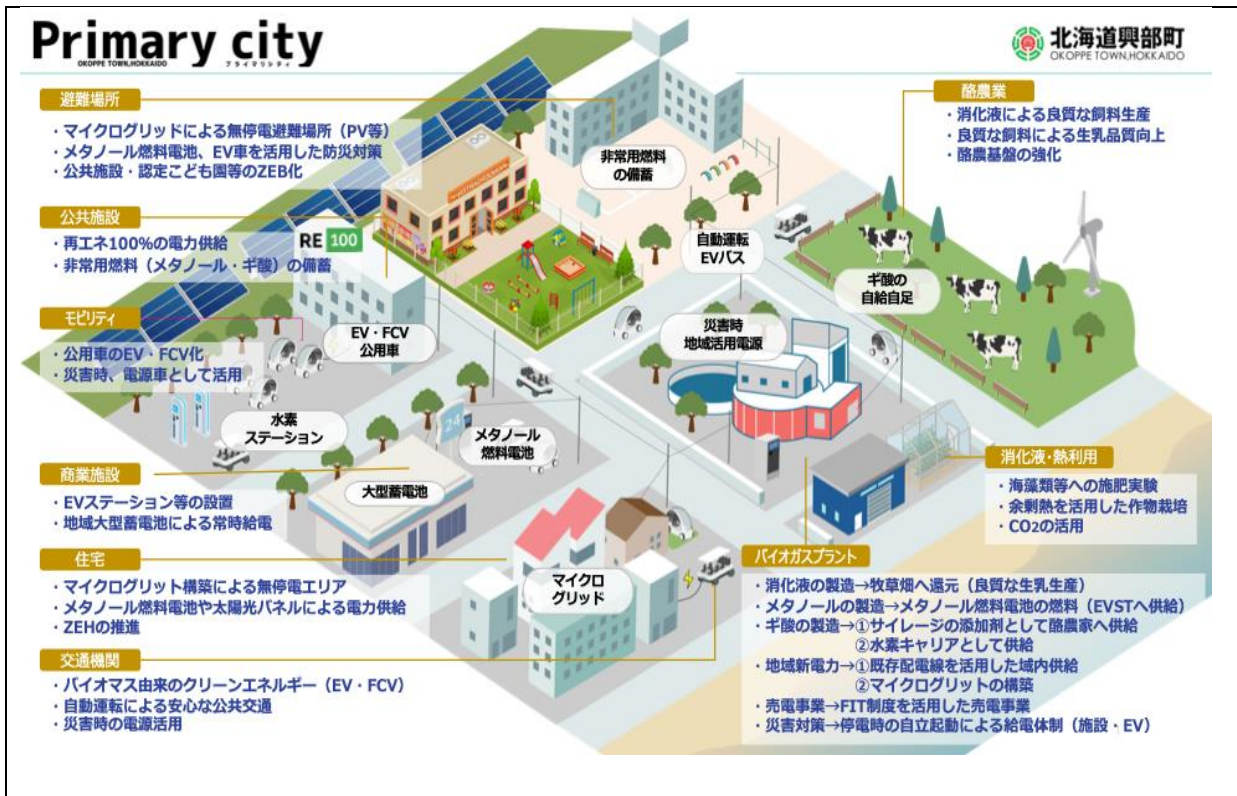 Primary city
OKOPPE TOWN,HOKKAIDO プライマリシティ
北海道興部町
OKOPPE TOWN,HOKKAIDO
避難場所
・マイクログリッドによる無停電避難場所（PV等）
・メタノール燃料電池、EV車を活用した防災対策
・公共施設・認定こども園等のZEB化
公共施設
・再エネ100%の電力供給
・非常用燃料（メタノール・ギ酸）の備蓄
RE 100
モビリティ
・公用車のEV・FCV化
・災害時、電源車として活用
商業施設
・EVステーション等の設置
・地域大型蓄電池による常時給電
住宅
・マイクログリット構築による無停電エリア
・メタノール燃料電池や太陽光パネルによる電力供給
・ZEHの推進
交通機関
・バイオマス由来のクリーンエネルギー（EV・FCV）
・自動運転による安心な公共交通
・災害時の電源活用
非常用燃料
の備蓄
自動運転
EVバス
EV・FCV
公用車
災害時
地域活用電源
ギ酸の
自給自足
水素
ステーション
24
メタノール
燃料電池
大型蓄電池
マイクロ
グリッド
酪農業
・消化液による良質な飼料生産
・良質な飼料による生乳品質向上
・酪農基盤の強化
消化液・熱利用
・海藻類等への施肥実験
・余剰熱を活用した作物栽培
・CO2の活用
バイオガスプラント
・消化液の製造→牧草畑へ還元（良質な生乳生産）
・メタノールの製造→メタノール燃料電池の燃料（EVSTへ供給）
・ギ酸の製造→①サイレージの添加剤として酪農家へ供給
②水素キャリアとして供給
・地域新電力→①既存配電線を活用した域内供給
②マイクログリットの構築
・売電事業→FIT制度を活用した売電事業
・災害対策→停電時の自立起動による給電体制（施設・EV）